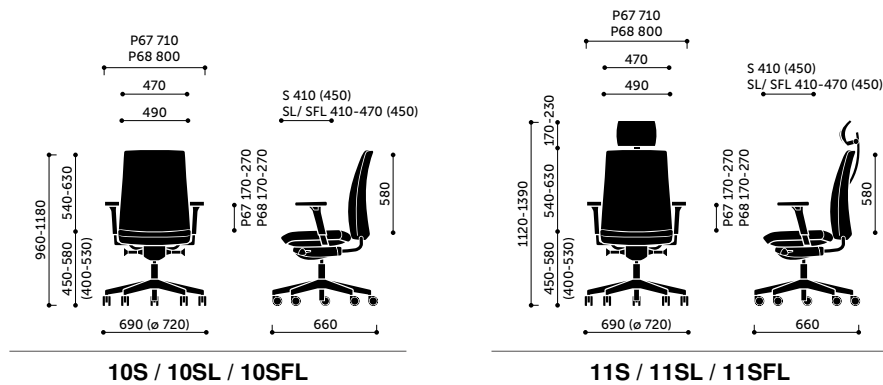 P67 710
P68 800
470
490
S 410 (450)
SL/ SFL 410-470 (450)
960-1180
540-630
450-580
(400-530)
P67 170-270
P68 170-270
580
690 (ø 720)
660
10S / 10SL / 10SFL
P67 710
P68 800
470
490
S 410 (450)
SL/ SFL 410-470 (450)
1120-1390
170-230
540-630
450-580
(400-530)
P67 170-270
P68 170-270
580
690 (ø 720)
660
11S / 11SL / 11SFL